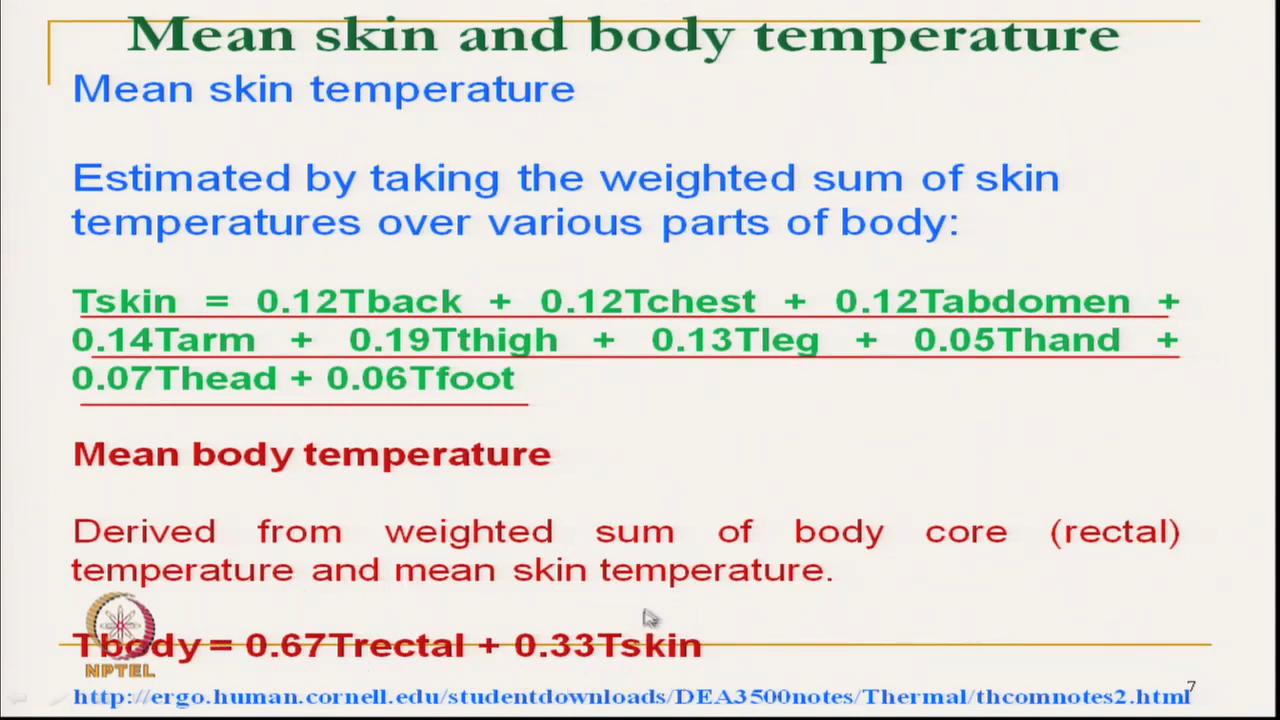 Mean skin and body temperature
Mean skin temperature
Estimated by taking the weighted sum of skin
temperatures over various parts of body:
Tskin = 0.12Tback + 0.12Tchest + 0.12Tabdomen +
0.14Tarm + 0.19Tthigh + 0.13Tleg + 0.05Thand +
0.07Thead + 0.06Tfoot
Mean body temperature
Derived from weighted sum of body core (rectal)
temperature and mean skin temperature.
Tbody = 0.67Trectal + 0.33Tskin
NPTEL
http://ergo.human.cornell.edu/studentdownloads/DEA3500notes/Thermal/thcomnotes2.html
7